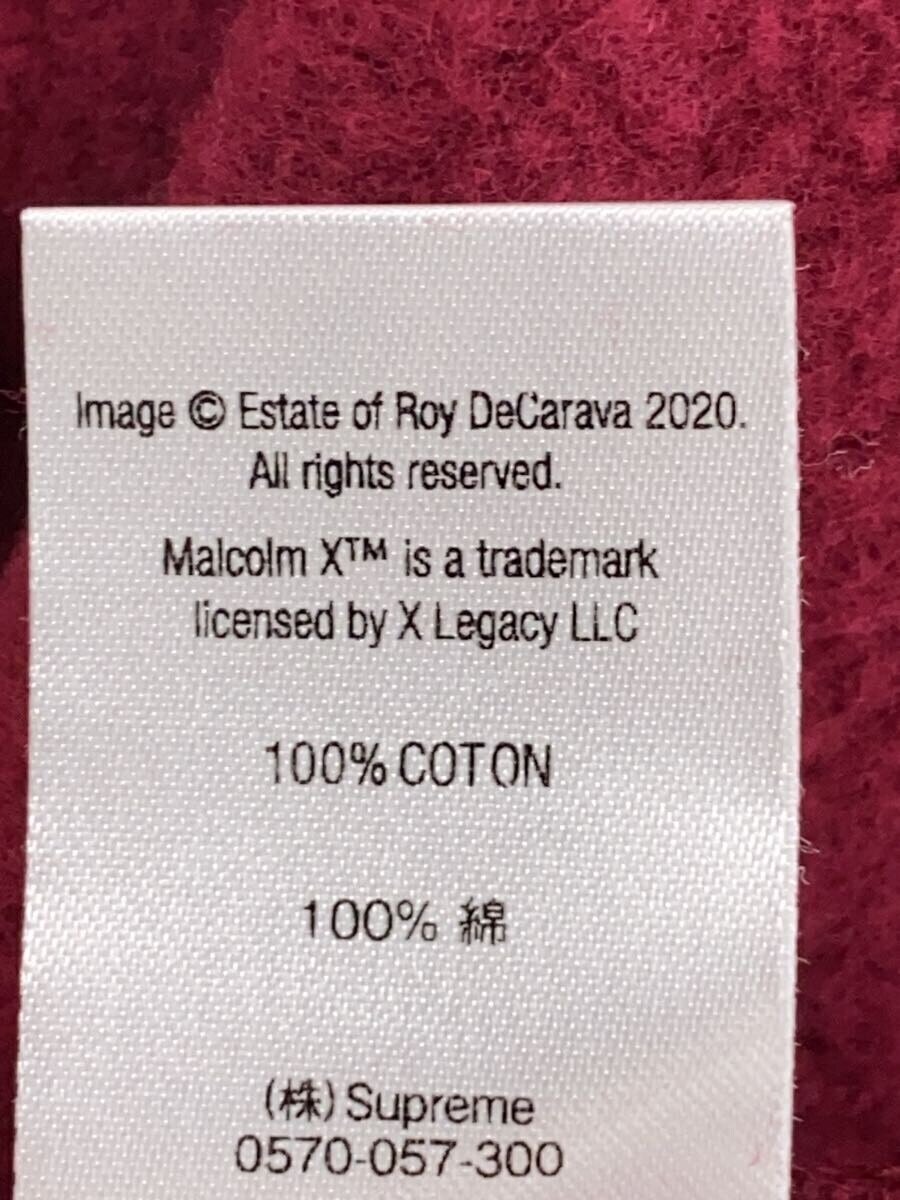 Image © Estate of Roy DeCarava 2020.
All rights reserved.
Malcolm X™ is a trademark
licensed by X Legacy LLC
100% COTON
100% 綿
(株) Supreme
0570-057-300